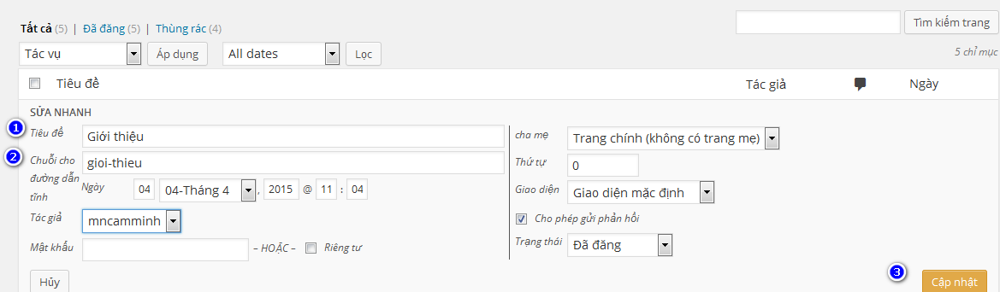 Tất cả (5) | Đã đăng (5) | Thùng rác (4)
Tìm kiếm trang
Tác vụ Áp dụng All dates Lọc
5 chỉ mục
Tiêu đề Tác giả Ngày
SỬA NHANH
1 Tiêu đề Giới thiệu
cha mẹ Trang chính (không có trang mẹ)
2 Chuỗi cho đường dẫn tĩnh gioi-thieu
Thứ tự 0
Ngày 04 04-Tháng 4 , 2015 @ 11 : 04
Giao diện Giao diện mặc định
Tác giả mncamminh
Cho phép gửi phản hồi
Mật khẩu – HOẶC – Riêng tư
Trạng thái Đã đăng
Hủy 3 Cập nhật